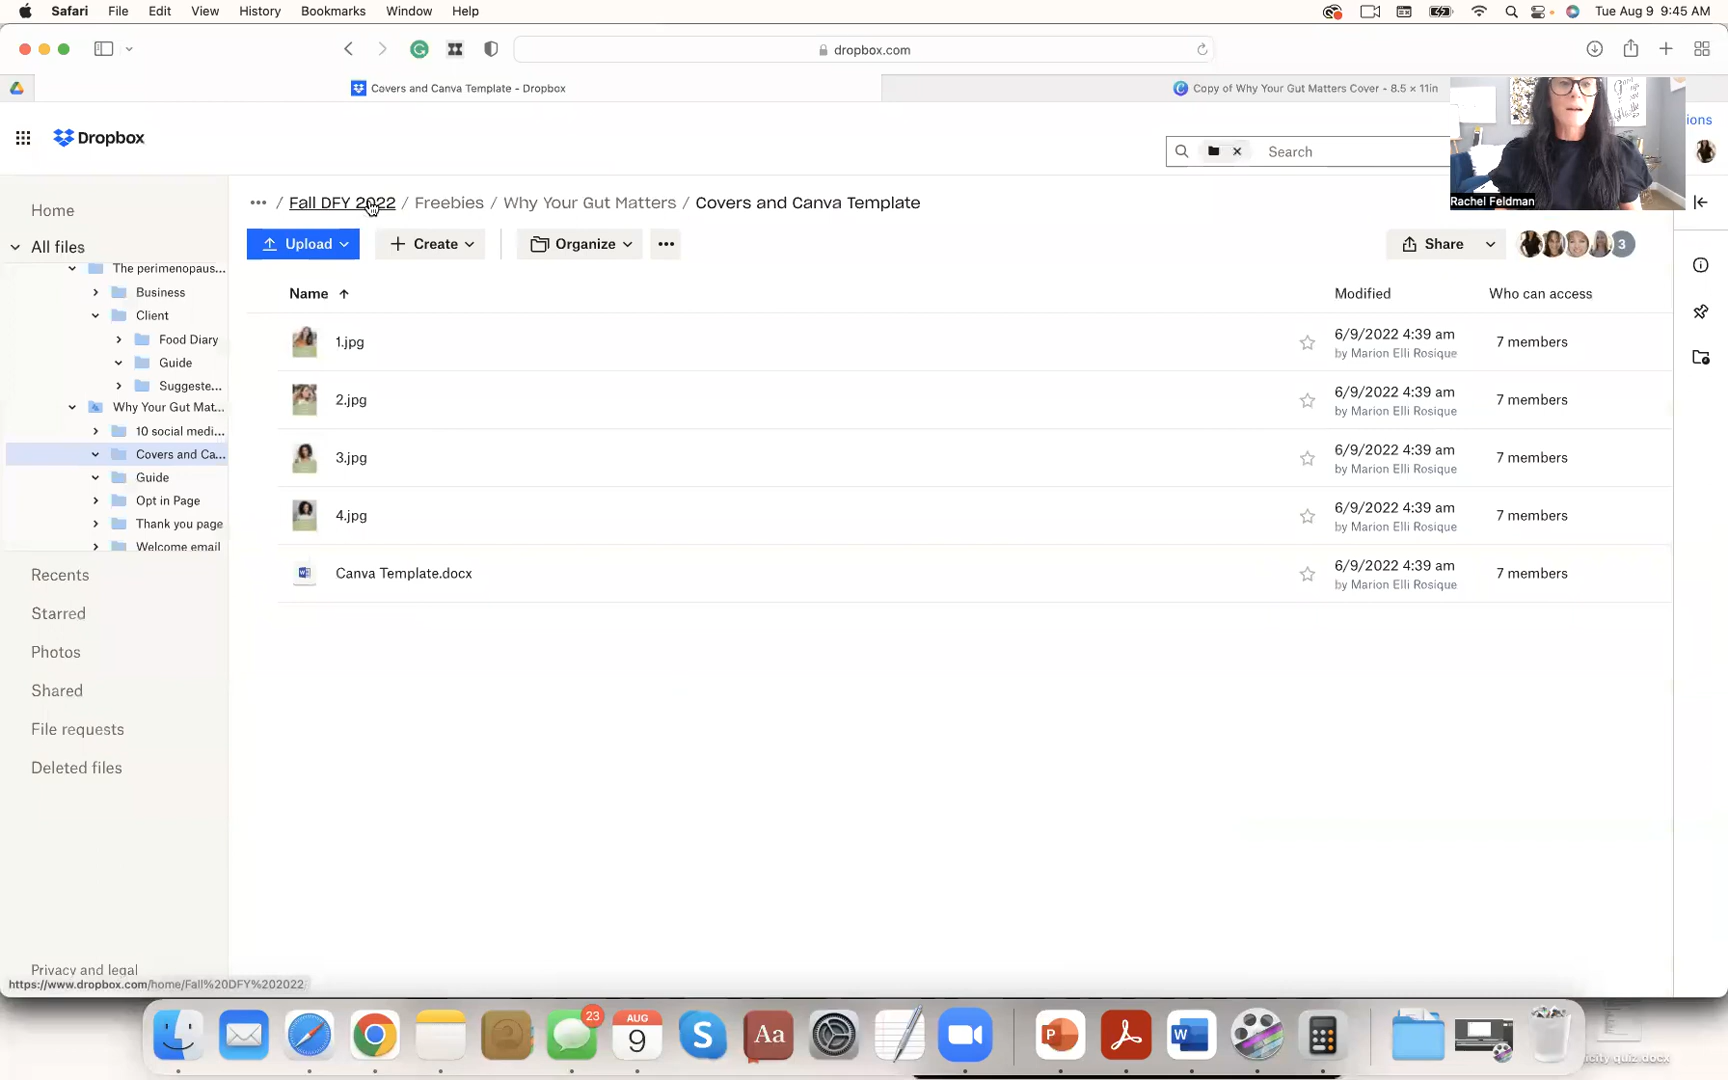 Safari File Edit View History Bookmarks Window Help Tue Aug 9 9:45 AM
dropbox.com
Covers and Canva Template - Dropbox
Copy of Why Your Gut Matters Cover - 8.5 × 11in
Dropbox
Search
Rachel Feldman
Home
All files
The perimenopaus...
Business
Client
Food Diary
Guide
Suggeste...
Why Your Gut Mat...
10 social medi...
Covers and Ca...
Guide
Opt in Page
Thank you page
Welcome email
Recents
Starred
Photos
Shared
File requests
Deleted files
Privacy and legal
https://www.dropbox.com/home/Fall%20DFY%202022
... / Fall DFY 2022 / Freebies / Why Your Gut Matters / Covers and Canva Template
Upload Create Organize ... Share 3
Name Modified Who can access
1.jpg 6/9/2022 4:39 am 7 members
by Marion Elli Rosique
2.jpg 6/9/2022 4:39 am 7 members
by Marion Elli Rosique
3.jpg 6/9/2022 4:39 am 7 members
by Marion Elli Rosique
4.jpg 6/9/2022 4:39 am 7 members
by Marion Elli Rosique
Canva Template.docx 6/9/2022 4:39 am 7 members
by Marion Elli Rosique
23
AUG
9
Aa
icity quiz.docx